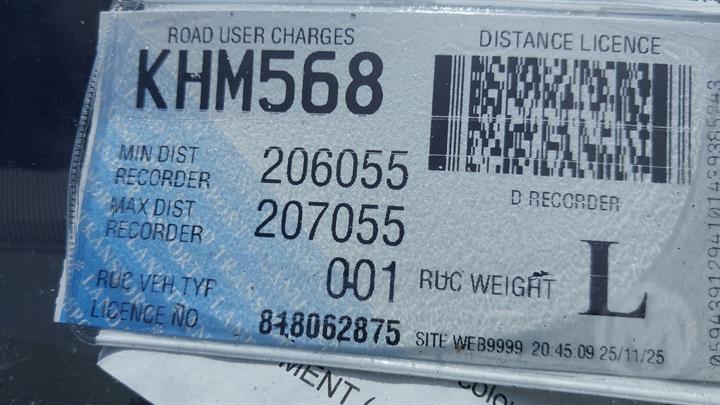 ROAD USER CHARGES
DISTANCE LICENCE
KHM568
MIN DIST RECORDER 206055
D RECORDER
MAX DIST RECORDER 207055
RUC VEH TYP 001
RUC WEIGHT L
LICENCE NO 818062875
SITE WEB9999 20.45.09 25/11/25
MENT